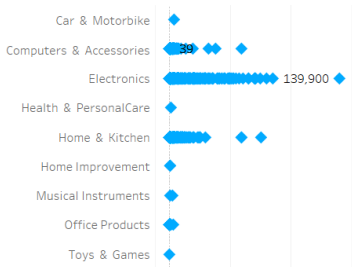 Car & Motorbike
Computers & Accessories 39
Electronics 139,900
Health & PersonalCare
Home & Kitchen
Home Improvement
Musical Instruments
Office Products
Toys & Games